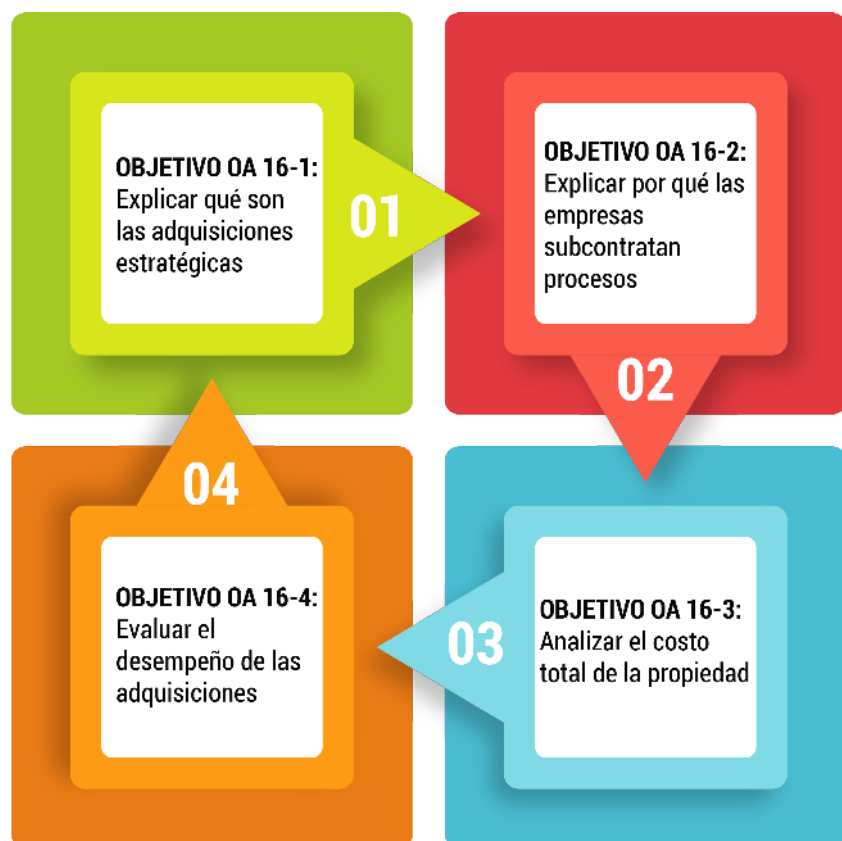 OBJETIVO OA 16-1:
Explicar qué son
las adquisiciones
estratégicas
01
OBJETIVO OA 16-2:
Explicar por qué las
empresas
subcontratan
procesos
02
OBJETIVO OA 16-3:
Analizar el costo
total de la propiedad
03
OBJETIVO OA 16-4:
Evaluar el
desempeño de las
adquisiciones
04